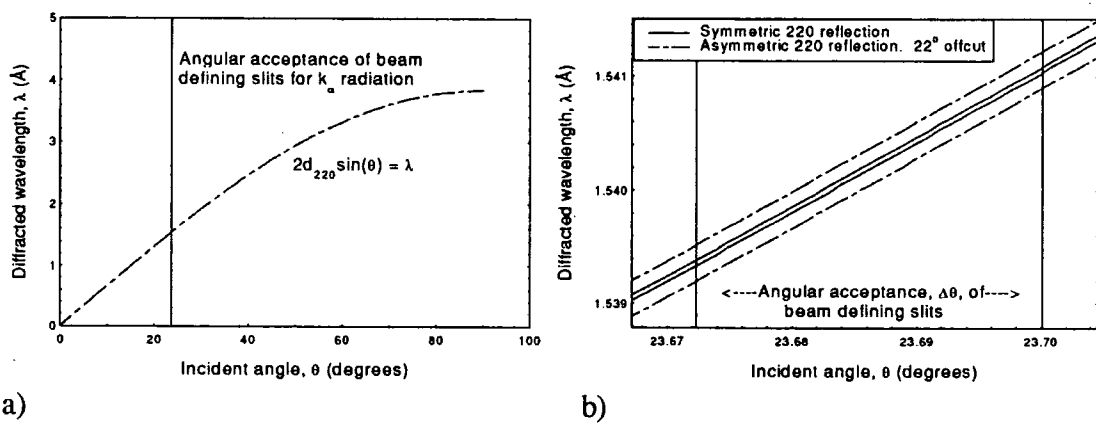 5
4
3
2
1
0
0
20
40
60
80
100
Diffracted wavelength, λ (Å)
Incident angle, θ (degrees)
Angular acceptance of beam
defining slits for kα radiation
2d₂₂₀sin(θ) = λ
a)
Symmetric 220 reflection
Asymmetric 220 reflection. 22° offcut
1.541
1.540
1.539
23.67
23.68
23.69
23.70
Diffracted wavelength, λ (Å)
Incident angle, θ (degrees)
<----Angular acceptance, Δθ, of---->
beam defining slits
b)